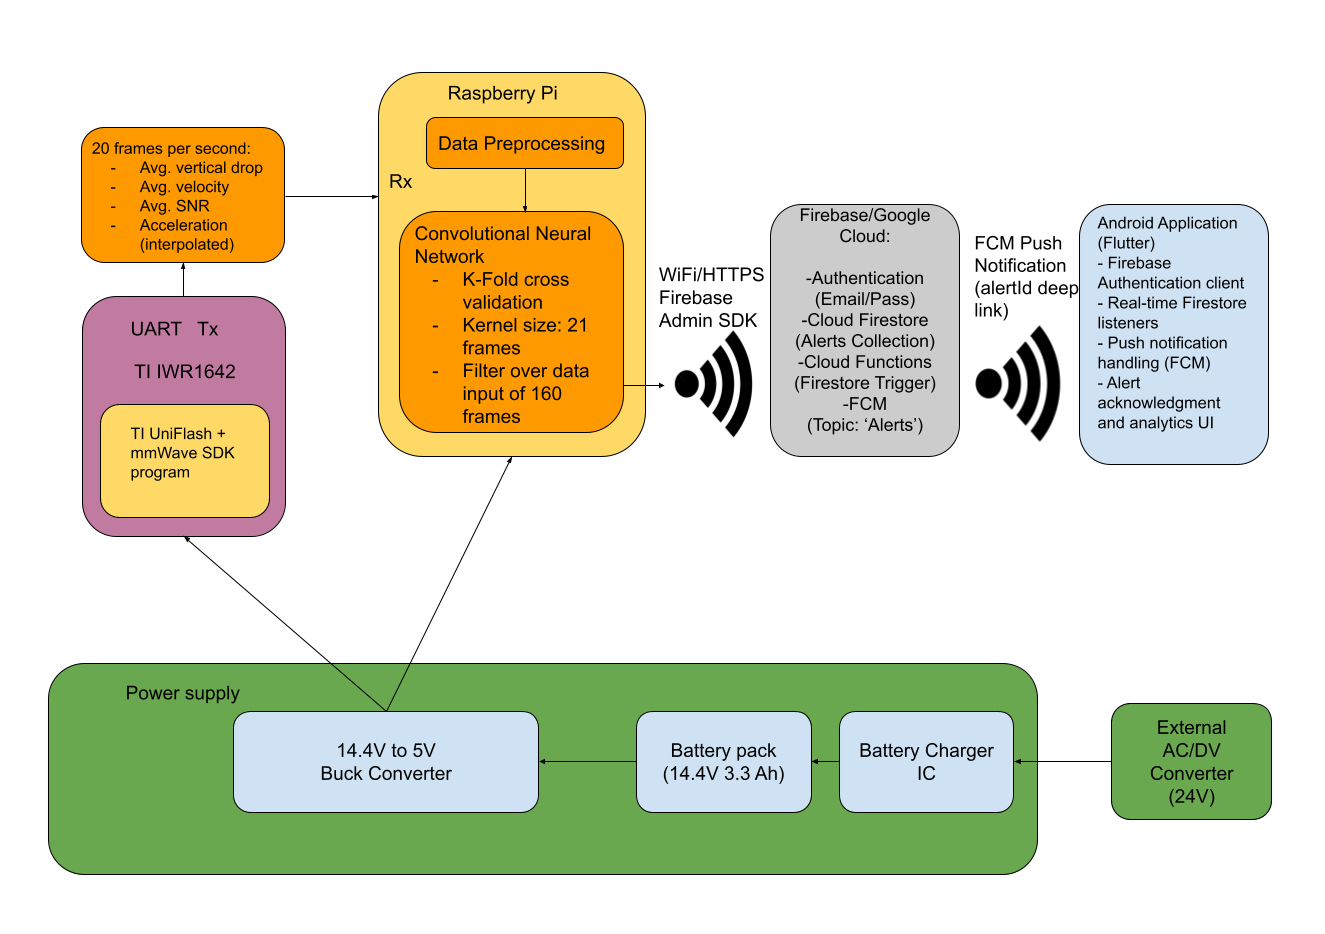 Raspberry Pi
Data Preprocessing
Rx
20 frames per second:
- Avg. vertical drop
- Avg. velocity
- Avg. SNR
- Acceleration
(interpolated)
Convolutional Neural
Network
- K-Fold cross
validation
- Kernel size: 21
frames
- Filter over data
input of 160
frames
UART Tx
TI IWR1642
TI UniFlash +
mmWave SDK
program
WiFi/HTTPS
Firebase
Admin SDK
Firebase/Google
Cloud:
-Authentication
(Email/Pass)
-Cloud Firestore
(Alerts Collection)
-Cloud Functions
(Firestore Trigger)
-FCM
(Topic: ‘Alerts’)
FCM Push
Notification
(alertId deep
link)
Android Application
(Flutter)
- Firebase
Authentication client
- Real-time Firestore
listeners
- Push notification
handling (FCM)
- Alert
acknowledgment
and analytics UI
Power supply
14.4V to 5V
Buck Converter
Battery pack
(14.4V 3.3 Ah)
Battery Charger
IC
External
AC/DV
Converter
(24V)